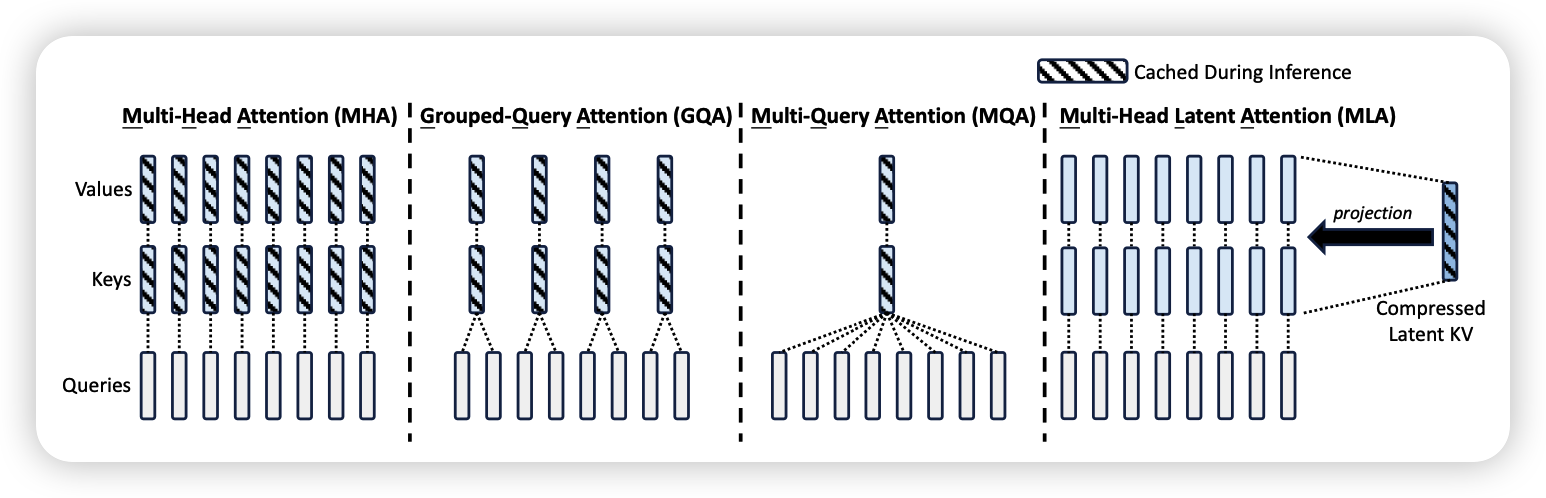 Cached During Inference
Multi-Head Attention (MHA)
Grouped-Query Attention (GQA)
Multi-Query Attention (MQA)
Multi-Head Latent Attention (MLA)
Values
Keys
Queries
projection
Compressed
Latent KV